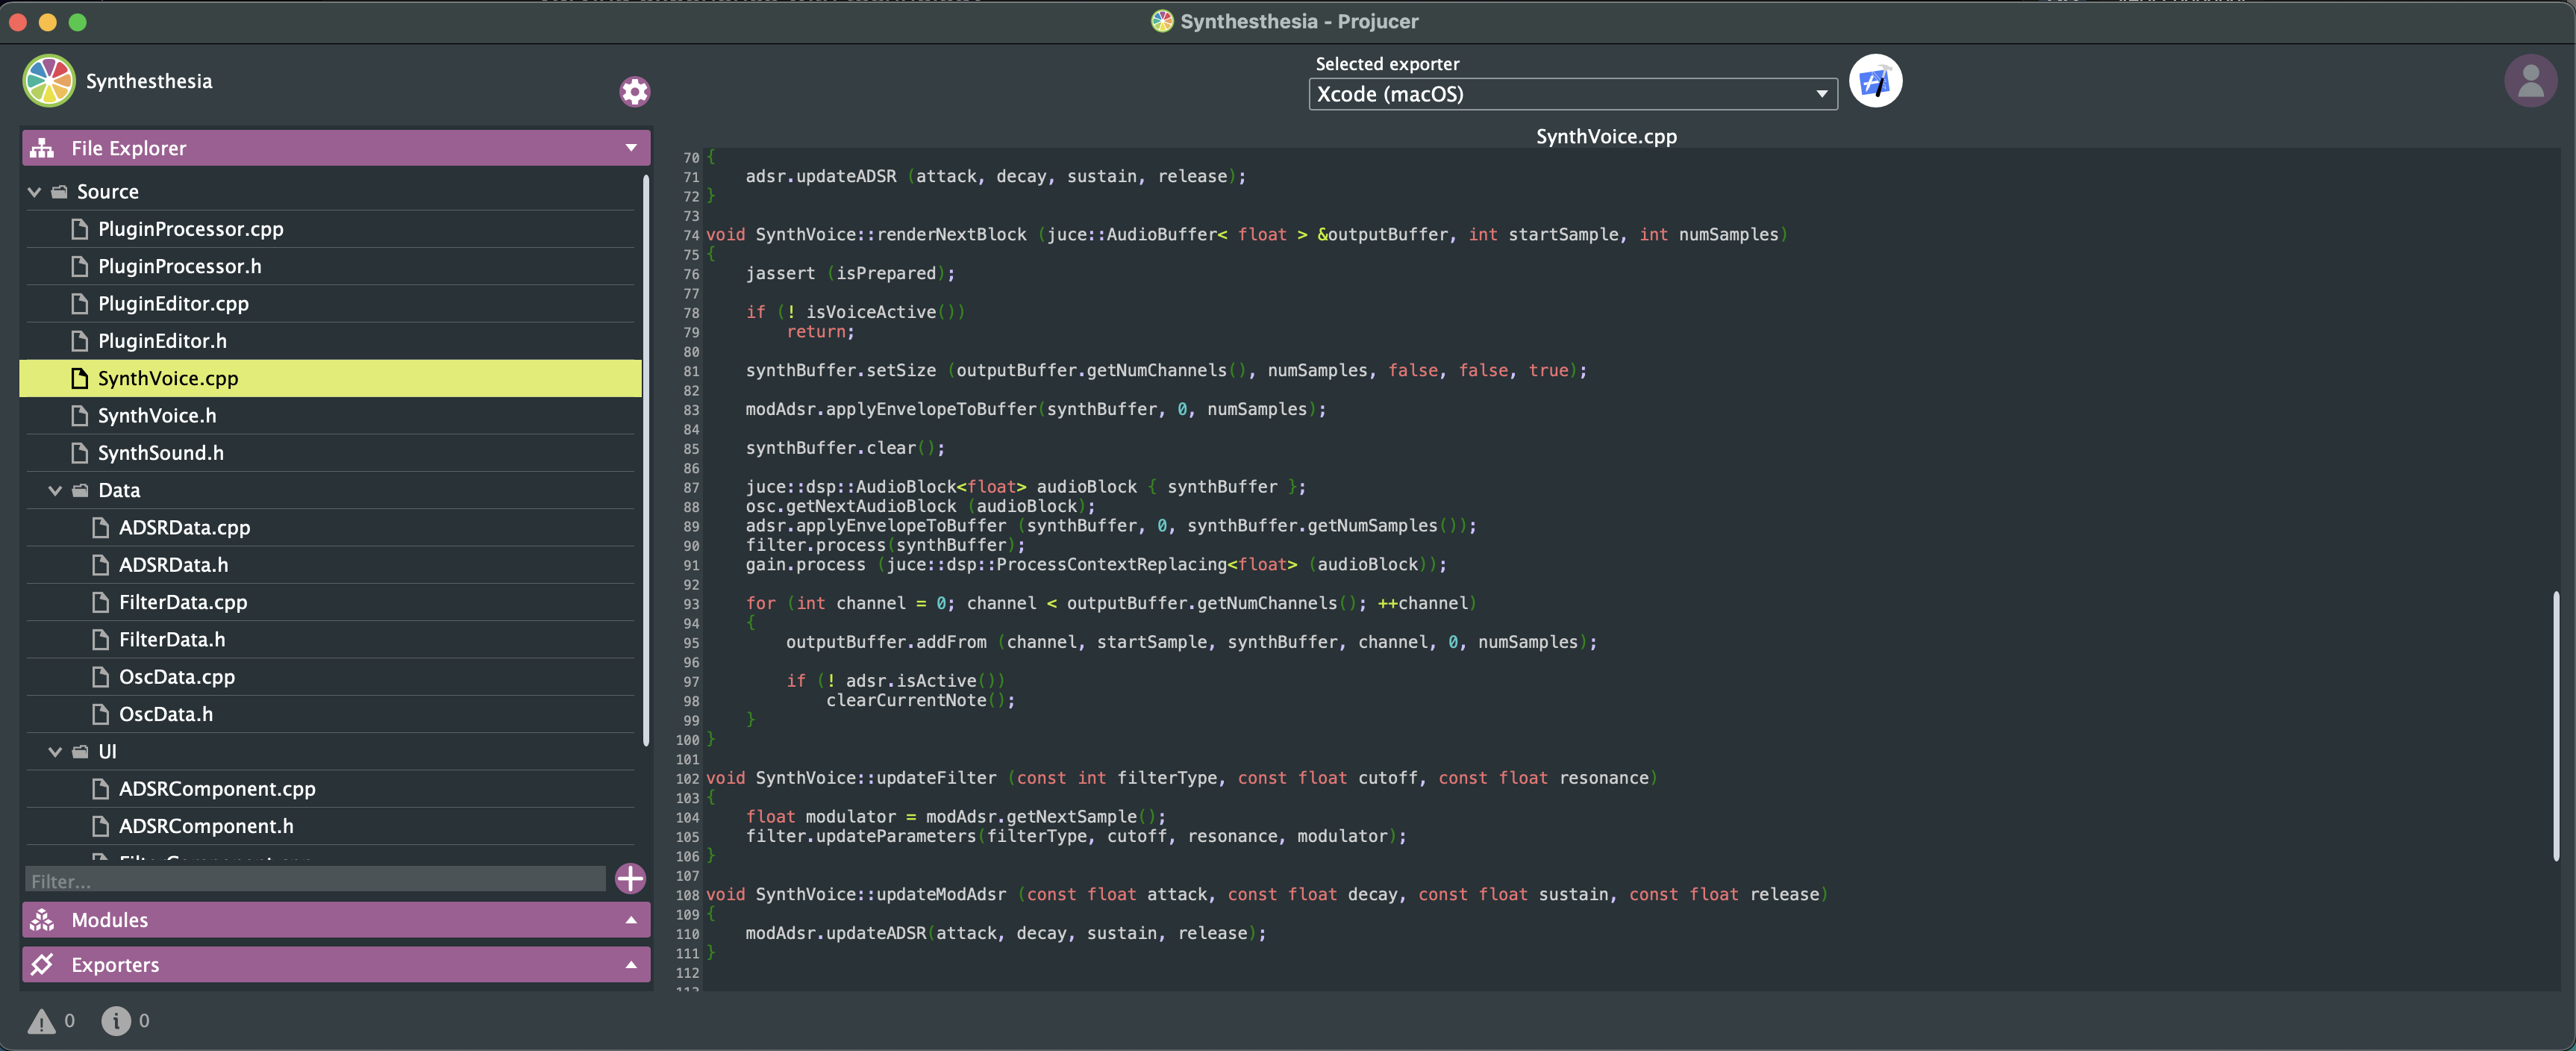 Synthesthesia - Projucer
Synthesthesia
Selected exporter
Xcode (macOS)
File Explorer
Source
PluginProcessor.cpp
PluginProcessor.h
PluginEditor.cpp
PluginEditor.h
SynthVoice.cpp
SynthVoice.h
SynthSound.h
Data
ADSRData.cpp
ADSRData.h
FilterData.cpp
FilterData.h
OscData.cpp
OscData.h
UI
ADSRComponent.cpp
ADSRComponent.h
Filter...
Modules
Exporters
0 0
SynthVoice.cpp
70 {
71     adsr.updateADSR (attack, decay, sustain, release);
72 }
73
74 void SynthVoice::renderNextBlock (juce::AudioBuffer< float > &outputBuffer, int startSample, int numSamples)
75 {
76     jassert (isPrepared);
77
78     if (! isVoiceActive())
79         return;
80
81     synthBuffer.setSize (outputBuffer.getNumChannels(), numSamples, false, false, true);
82
83     modAdsr.applyEnvelopeToBuffer(synthBuffer, 0, numSamples);
84
85     synthBuffer.clear();
86
87     juce::dsp::AudioBlock<float> audioBlock { synthBuffer };
88     osc.getNextAudioBlock (audioBlock);
89     adsr.applyEnvelopeToBuffer (synthBuffer, 0, synthBuffer.getNumSamples());
90     filter.process(synthBuffer);
91     gain.process (juce::dsp::ProcessContextReplacing<float> (audioBlock));
92
93     for (int channel = 0; channel < outputBuffer.getNumChannels(); ++channel)
94     {
95         outputBuffer.addFrom (channel, startSample, synthBuffer, channel, 0, numSamples);
96
97         if (! adsr.isActive())
98             clearCurrentNote();
99     }
100 }
101
102 void SynthVoice::updateFilter (const int filterType, const float cutoff, const float resonance)
103 {
104     float modulator = modAdsr.getNextSample();
105     filter.updateParameters(filterType, cutoff, resonance, modulator);
106 }
107
108 void SynthVoice::updateModAdsr (const float attack, const float decay, const float sustain, const float release)
109 {
110     modAdsr.updateADSR(attack, decay, sustain, release);
111 }
112